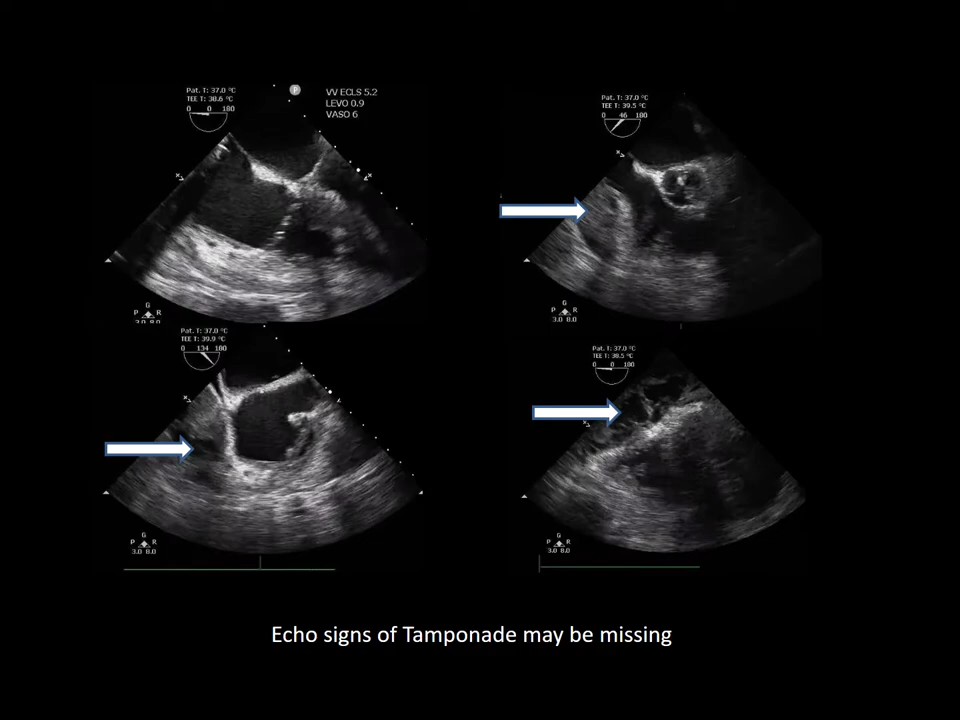 Pat. T: 37.0 °C
TEE T: 38.6 °C
0 0 180
P
VV ECLS 5.2
LEVO 0.9
VASO 6
G
P R
3.0 8.0
Pat. T: 37.0 °C
TEE T: 39.5 °C
0 46 180
G
P R
3.0 8.0
Pat. T: 37.0 °C
TEE T: 39.9 °C
0 134 180
G
P R
3.0 8.0
Pat. T: 37.0 °C
TEE T: 38.5 °C
0 0 180
G
P R
3.0 8.0
Echo signs of Tamponade may be missing